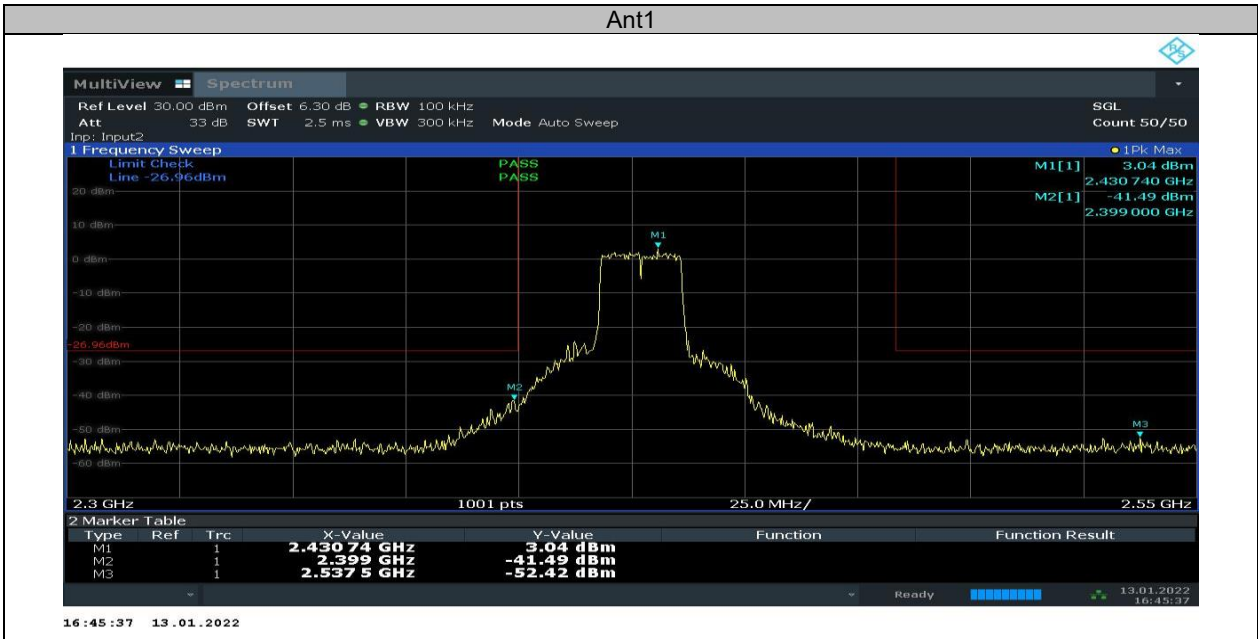 Ant1
R&S
MultiView Spectrum
Ref Level 30.00 dBm Offset 6.30 dB RBW 100 kHz SGL
Att 33 dB SWT 2.5 ms VBW 300 kHz Mode Auto Sweep Count 50/50
Inp: Input2
1 Frequency Sweep 1Pk Max
Limit Check PASS M1[1] 3.04 dBm
Line -26.96dBm PASS 2.430 740 GHz
20 dBm M2[1] -41.49 dBm
2.399 000 GHz
10 dBm
M1
0 dBm
-10 dBm
-20 dBm
-26.96dBm
-30 dBm
M2
-40 dBm
-50 dBm M3
-60 dBm
2.3 GHz 1001 pts 25.0 MHz/ 2.55 GHz
2 Marker Table
Type Ref Trc X-Value Y-Value Function Function Result
M1 1 2.430 74 GHz 3.04 dBm
M2 1 2.399 GHz -41.49 dBm
M3 1 2.537 5 GHz -52.42 dBm
Ready 13.01.2022
16:45:37
16:45:37 13.01.2022